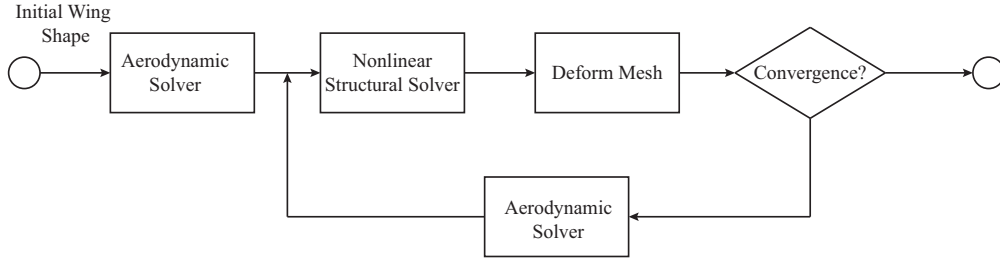 Initial Wing
Shape
Aerodynamic
Solver
Nonlinear
Structural Solver
Deform Mesh
Convergence?
Aerodynamic
Solver